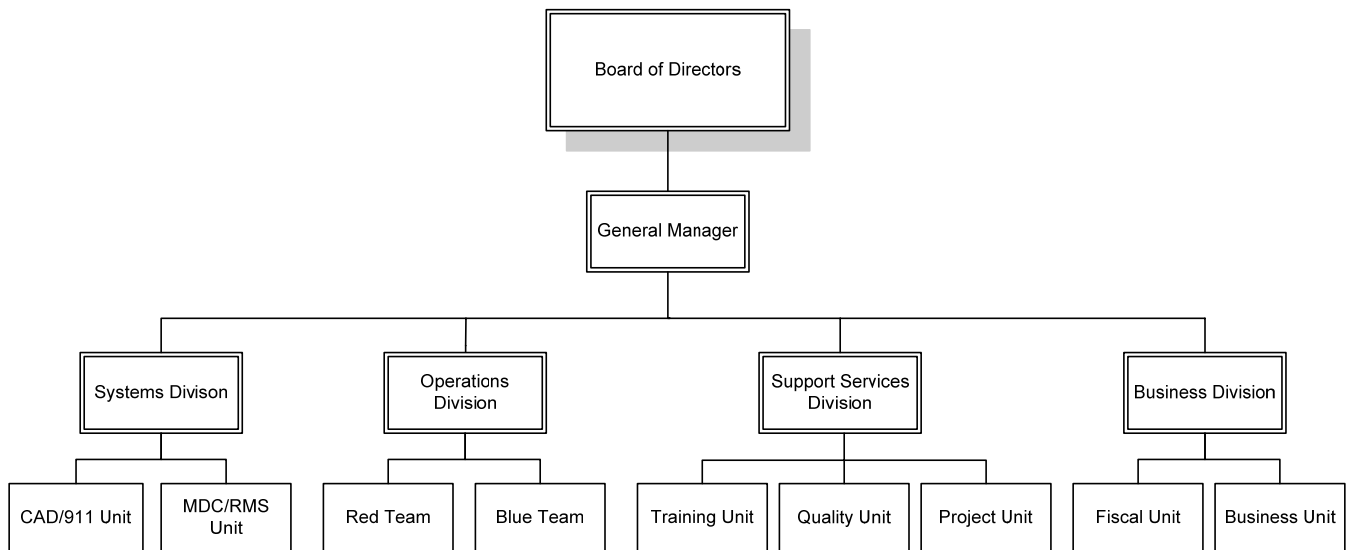 Board of Directors
General Manager
Systems Divison
Operations
Division
Support Services
Division
Business Division
CAD/911 Unit
MDC/RMS
Unit
Red Team
Blue Team
Training Unit
Quality Unit
Project Unit
Fiscal Unit
Business Unit